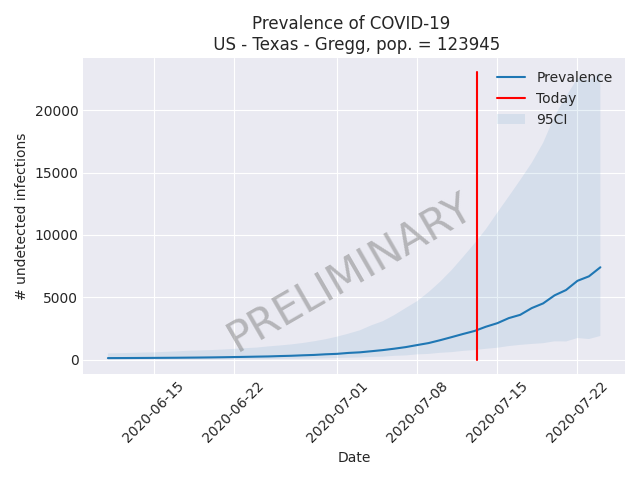 Prevalence of COVID-19
US - Texas - Gregg, pop. = 123945
Prevalence
Today
95CI
20000
15000
10000
5000
0
# undetected infections
PRELIMINARY
2020-06-15
2020-06-22
2020-07-01
2020-07-08
2020-07-15
2020-07-22
Date